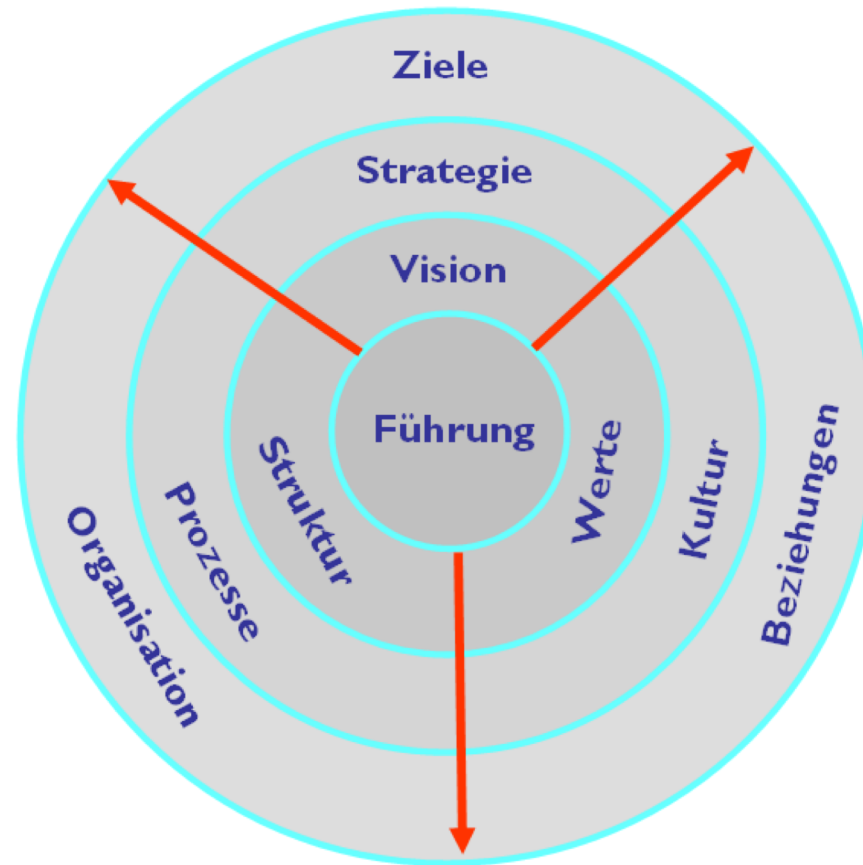 Ziele
Strategie
Vision
Führung
Struktur
Werte
Prozesse
Kultur
Organisation
Beziehungen